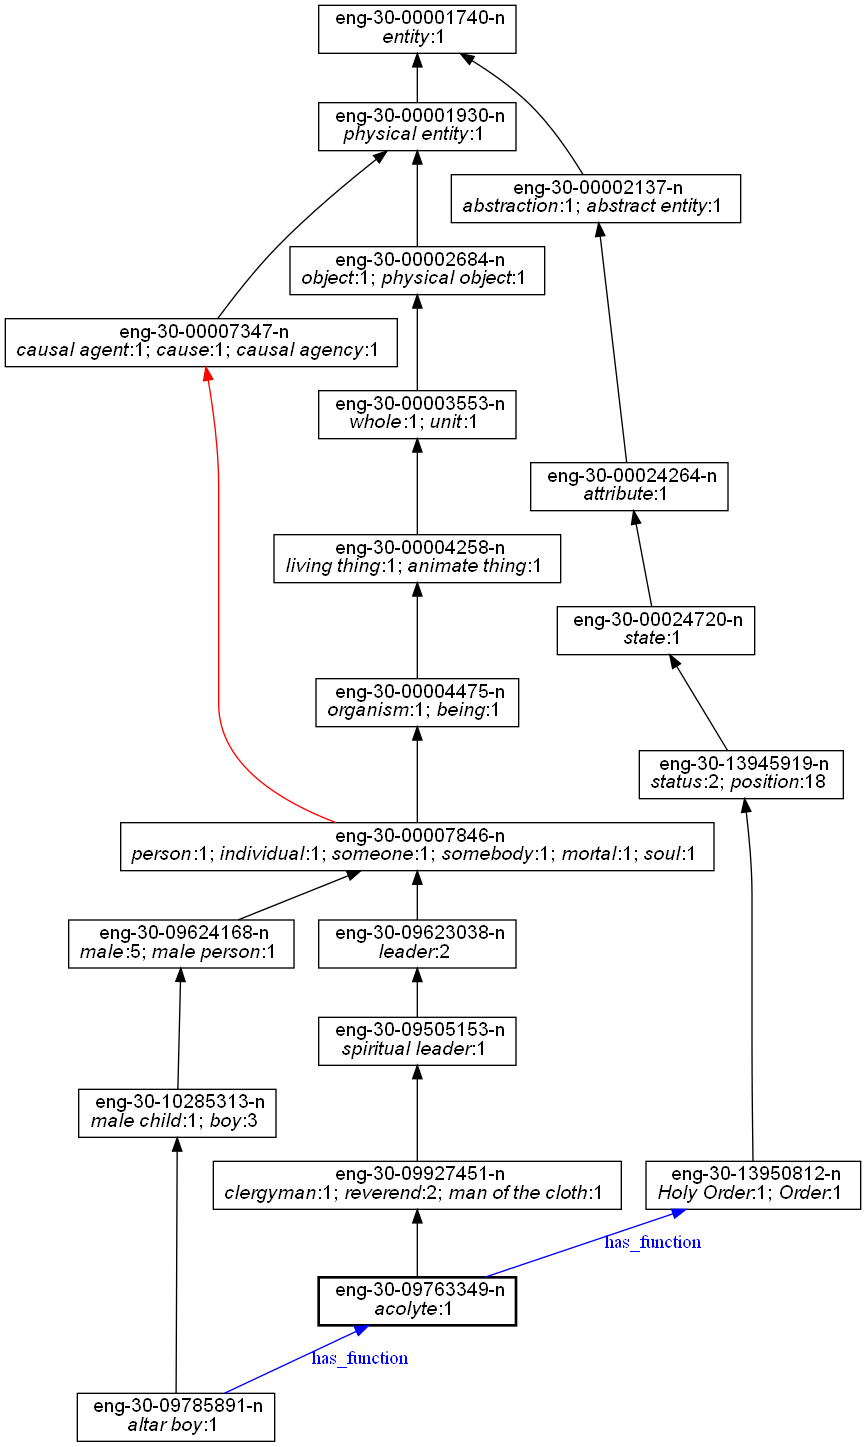 eng-30-00001740-n
entity:1
eng-30-00001930-n
physical entity:1
eng-30-00002137-n
abstraction:1; abstract entity:1
eng-30-00002684-n
object:1; physical object:1
eng-30-00007347-n
causal agent:1; cause:1; causal agency:1
eng-30-00003553-n
whole:1; unit:1
eng-30-00024264-n
attribute:1
eng-30-00004258-n
living thing:1; animate thing:1
eng-30-00024720-n
state:1
eng-30-00004475-n
organism:1; being:1
eng-30-13945919-n
status:2; position:18
eng-30-00007846-n
person:1; individual:1; someone:1; somebody:1; mortal:1; soul:1
eng-30-09624168-n
male:5; male person:1
eng-30-09623038-n
leader:2
eng-30-09505153-n
spiritual leader:1
eng-30-10285313-n
male child:1; boy:3
eng-30-09927451-n
clergyman:1; reverend:2; man of the cloth:1
eng-30-13950812-n
Holy Order:1; Order:1
has_function
eng-30-09763349-n
acolyte:1
has_function
eng-30-09785891-n
altar boy:1